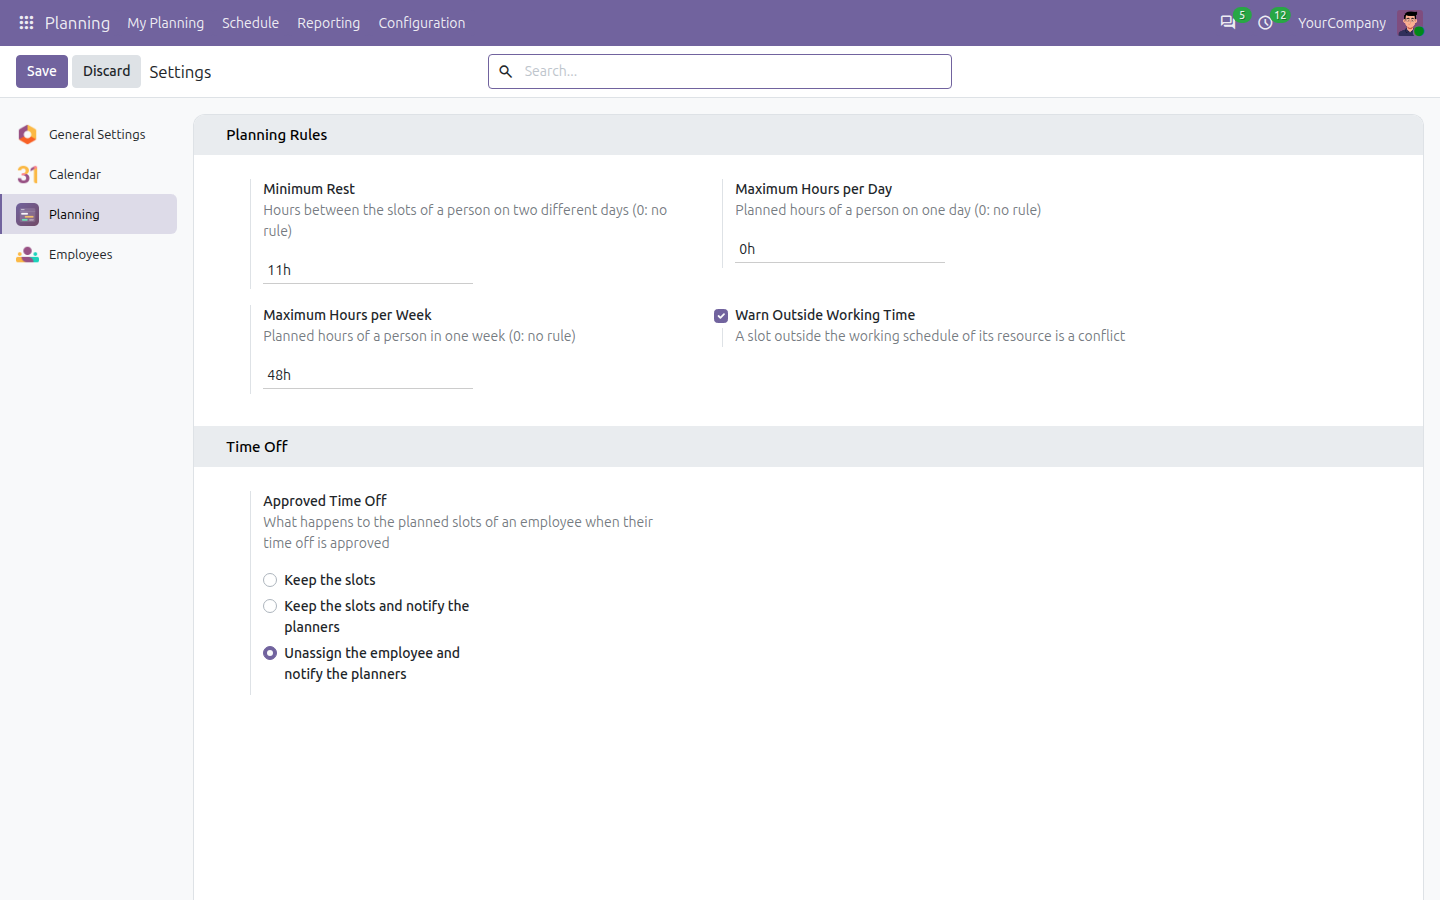 Planning My Planning Schedule Reporting Configuration 5 12 YourCompany
Save Discard Settings Search...
General Settings
31 Calendar
Planning
Employees
Planning Rules
Minimum Rest
Hours between the slots of a person on two different days (0: no
rule)
11h
Maximum Hours per Day
Planned hours of a person on one day (0: no rule)
0h
Maximum Hours per Week
Planned hours of a person in one week (0: no rule)
48h
Warn Outside Working Time
A slot outside the working schedule of its resource is a conflict
Time Off
Approved Time Off
What happens to the planned slots of an employee when their
time off is approved
Keep the slots
Keep the slots and notify the
planners
Unassign the employee and
notify the planners